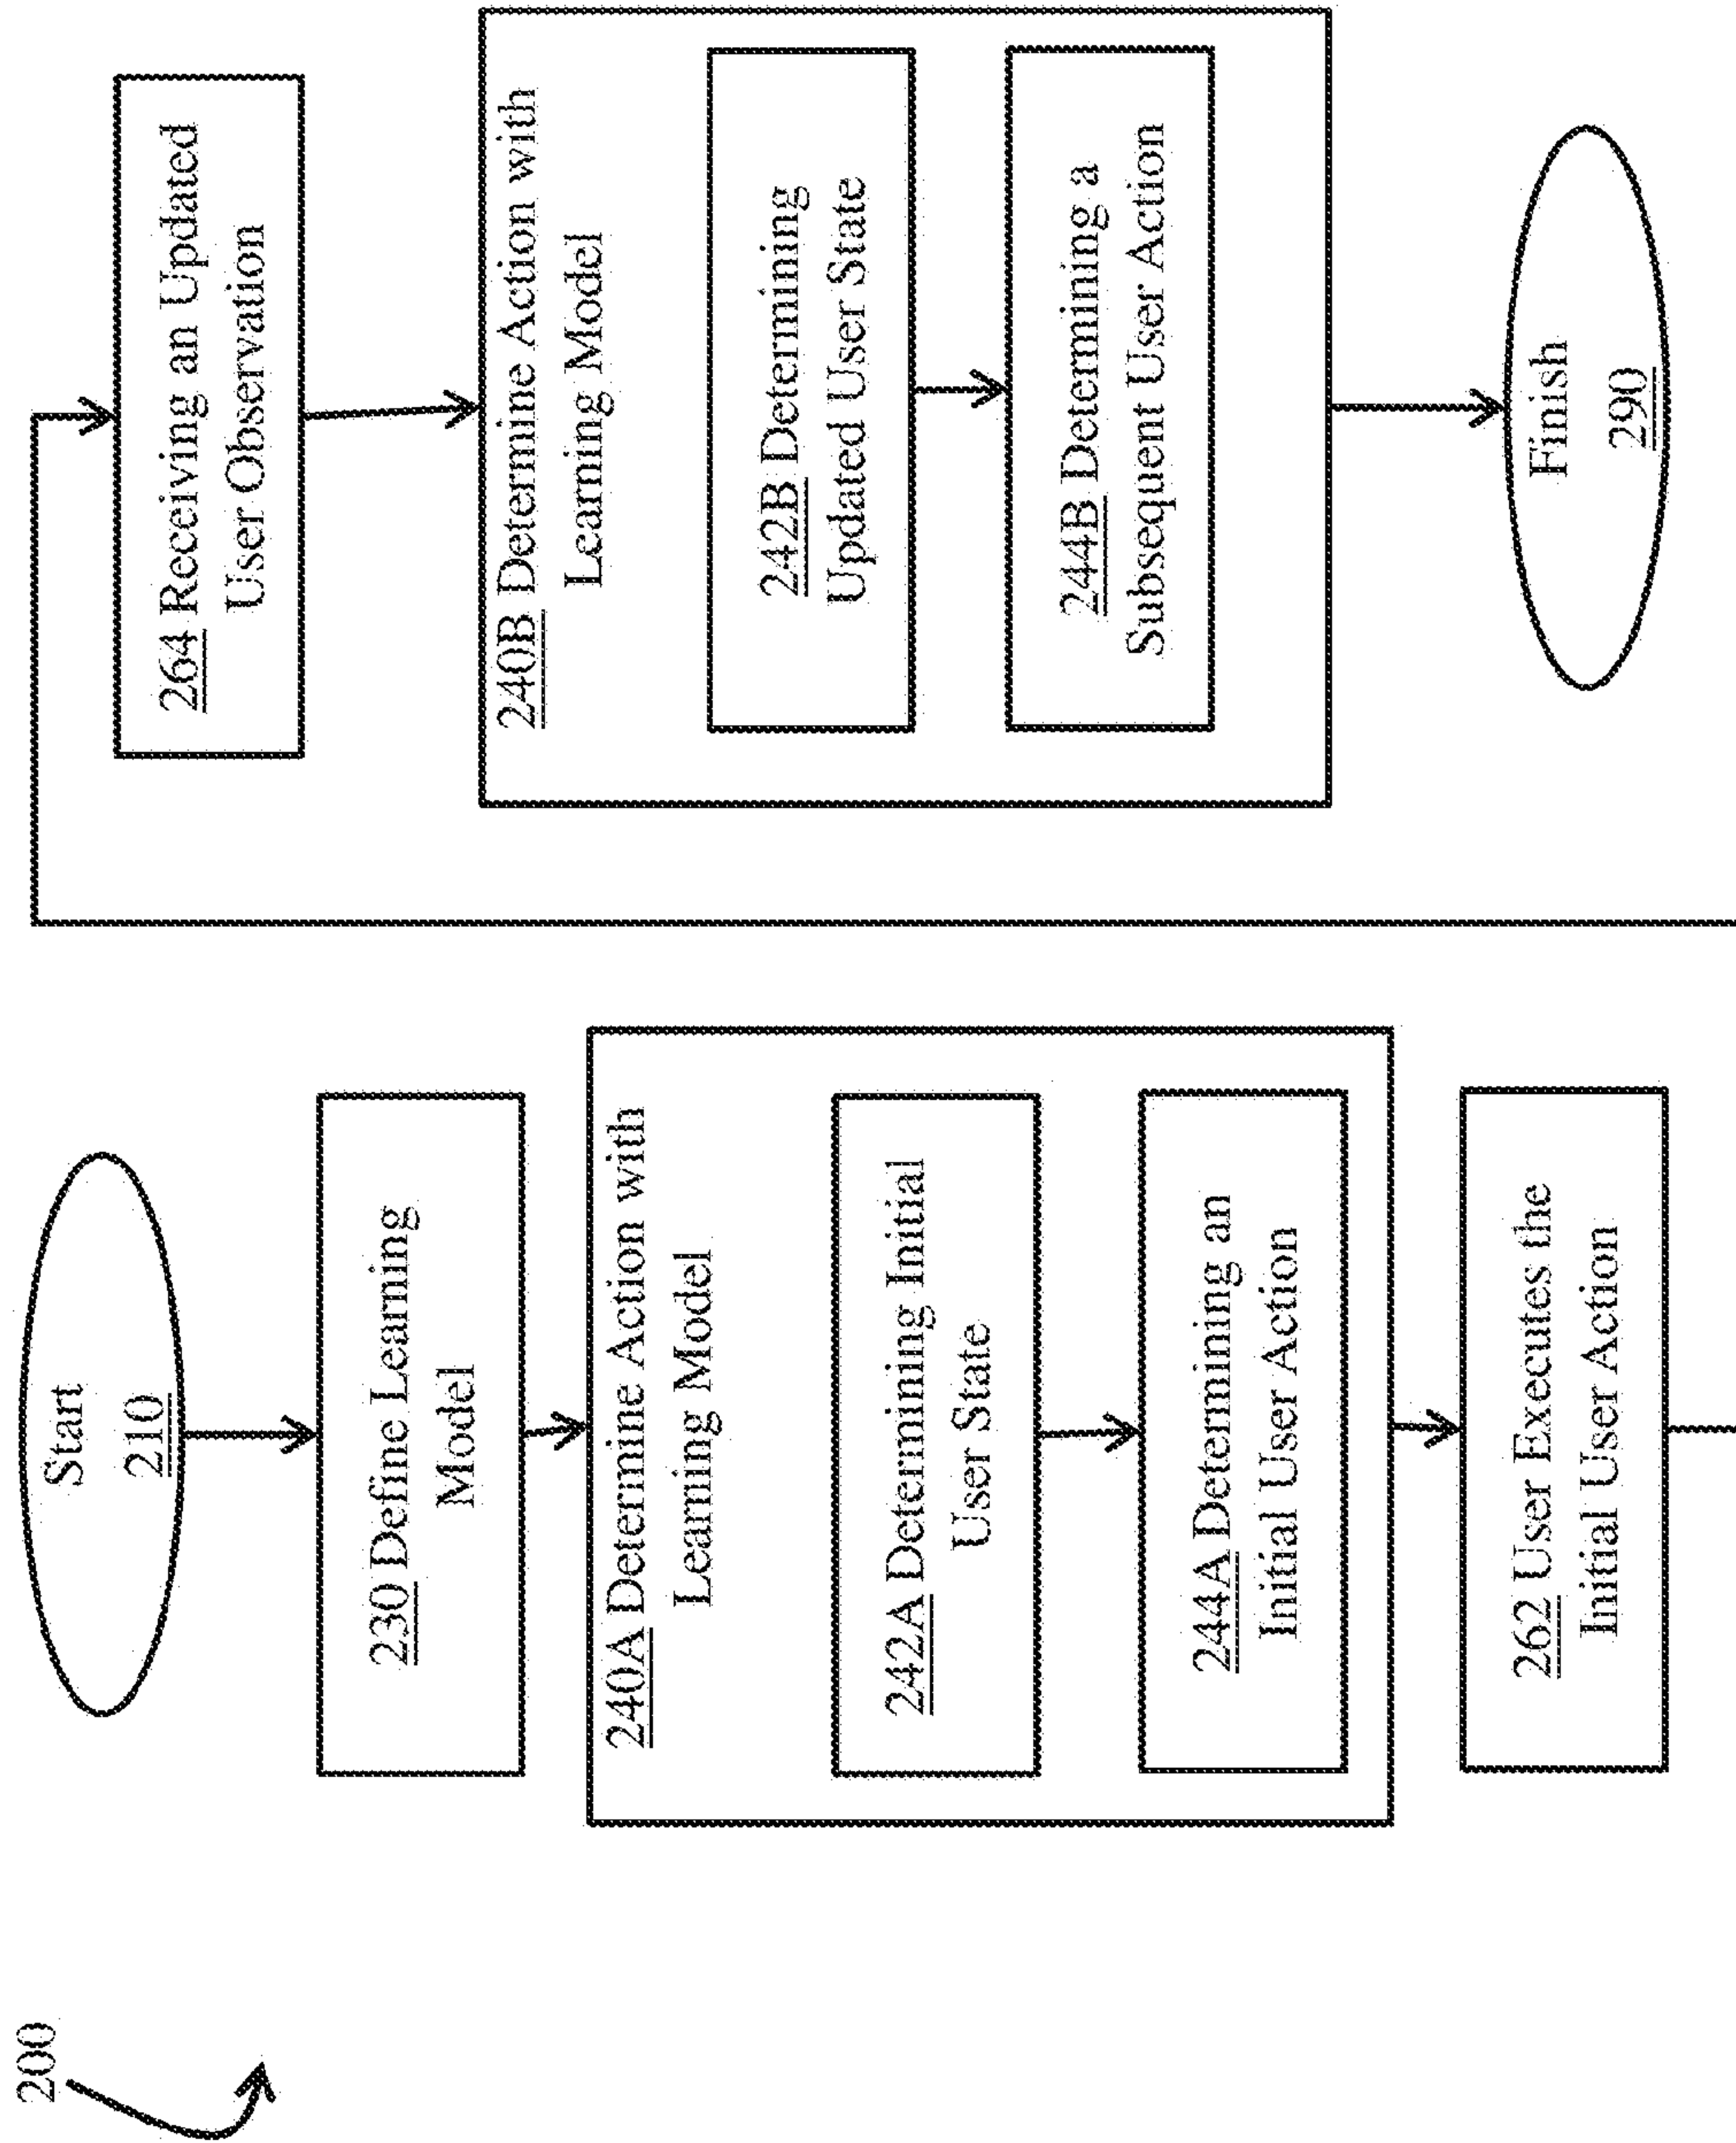 200
Start
210
230 Define Learning
Model
240A Determine Action with
Learning Model
242A Determining Initial
User State
244A Determining an
Initial User Action
262 User Executes the
Initial User Action
264 Receiving an Updated
User Observation
240B Determine Action with
Learning Model
242B Determining
Updated User State
244B Determining a
Subsequent User Action
Finish
290